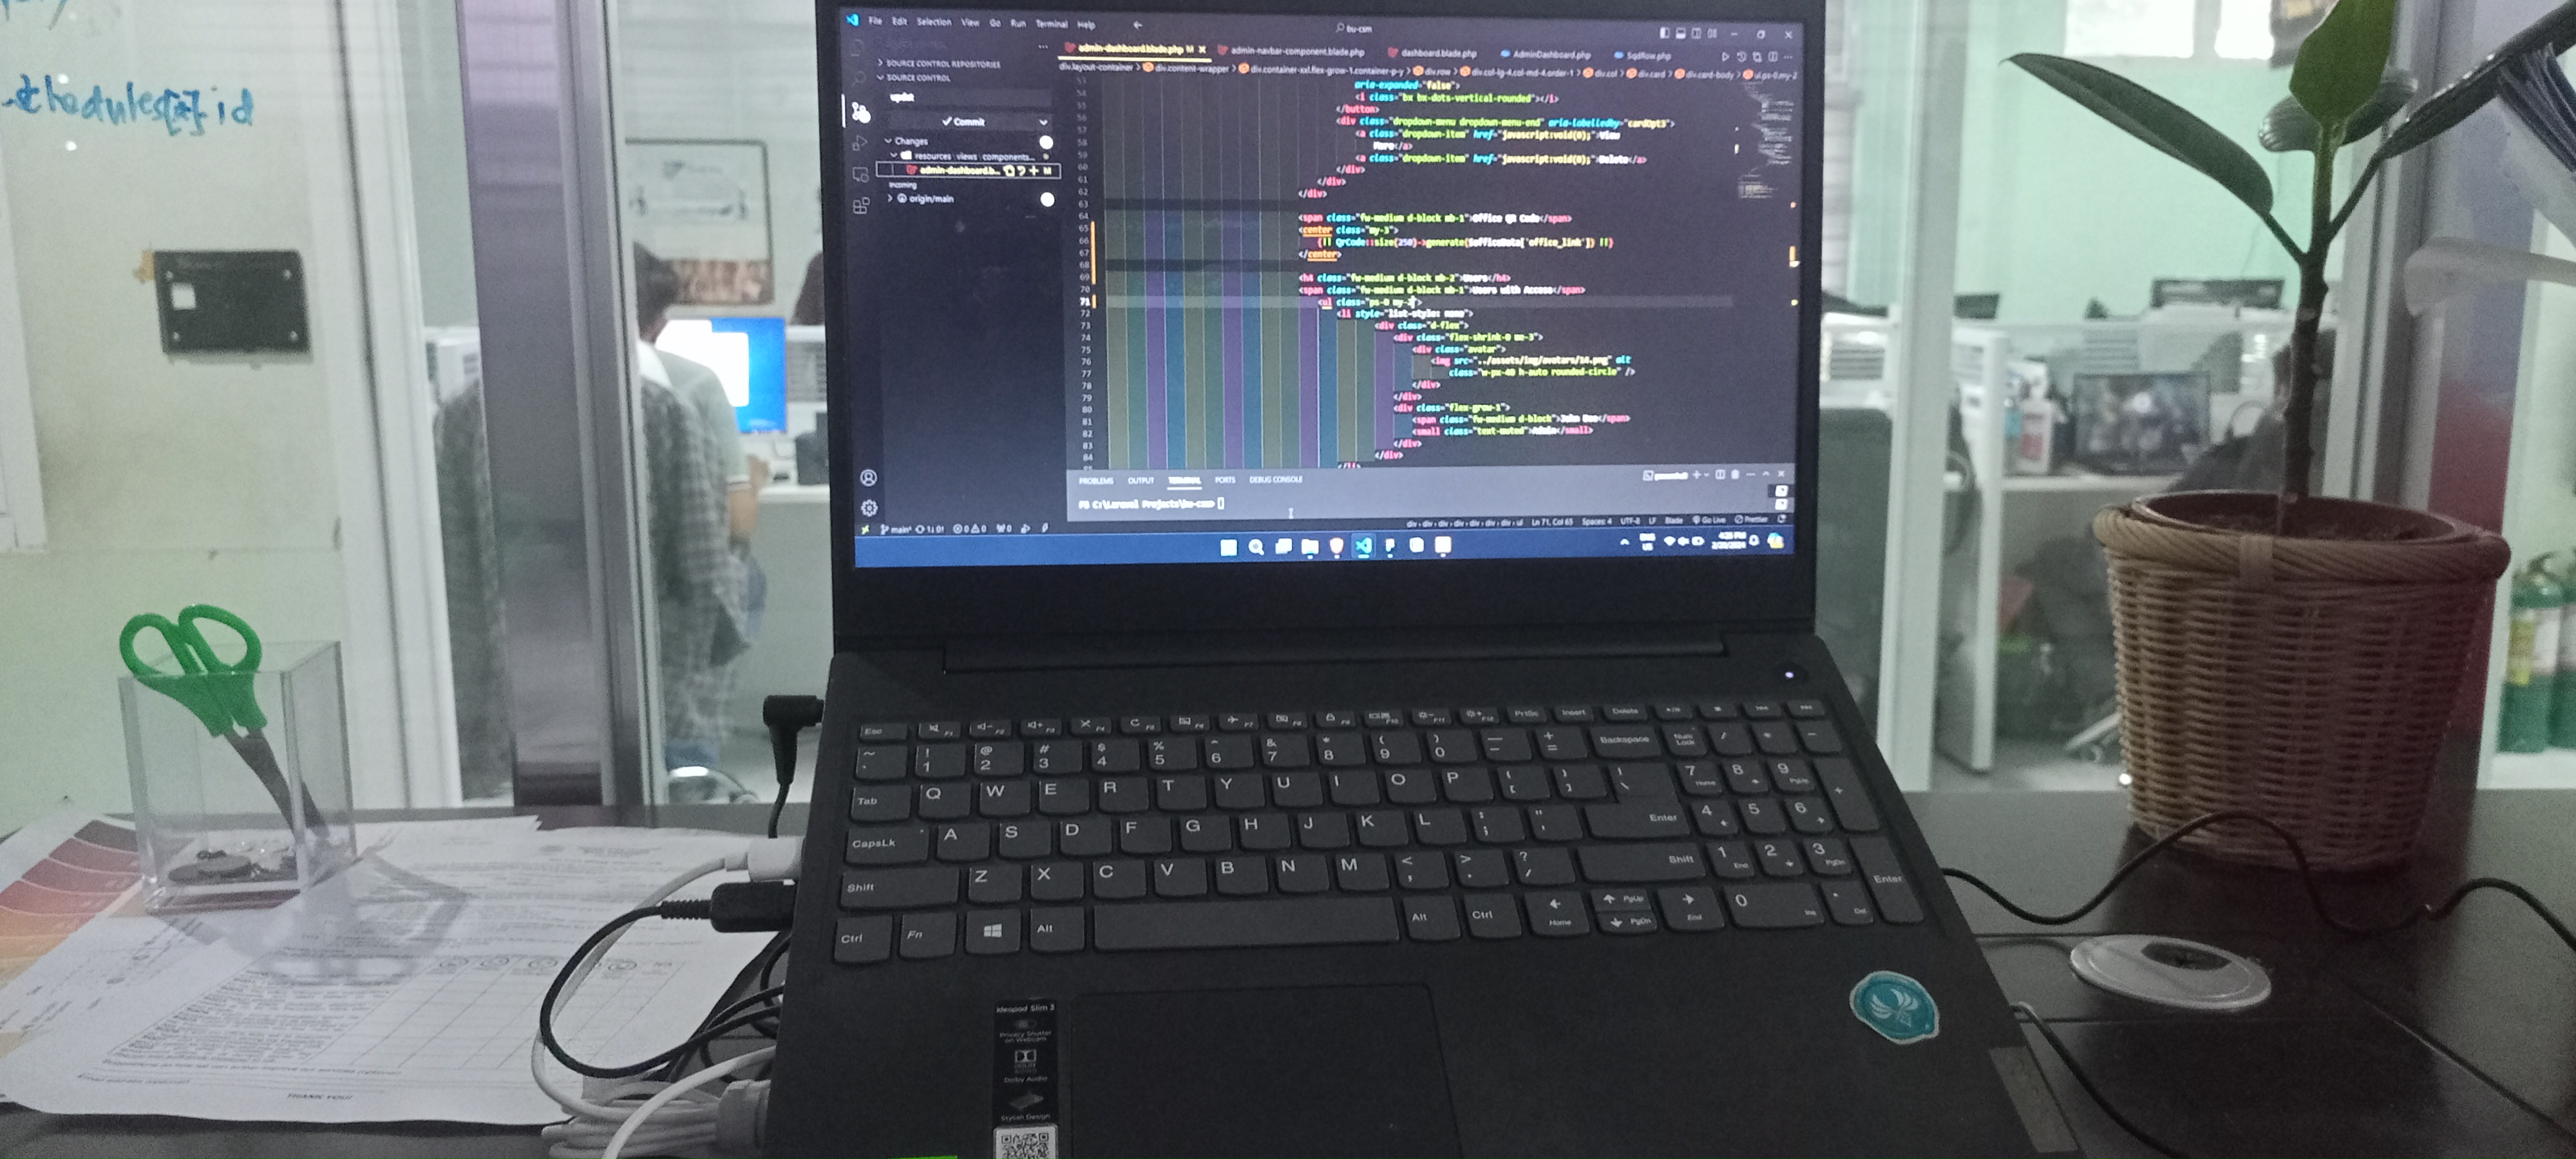 chedules[x].id
File Edit Selection View Go Run Terminal Help
bu-csm
admin-dashboard.blade.php M
admin-navbar-component.blade.php
dashboard.blade.php
AdminDashboard.php
div.layout-container > div.content-wrapper > div.container-xxl.flex-grow-1.container-p-y > div.row > div.col-lg-4.col-md-4.order-1 > div.col > div.card > div.card-body > ul.ps-0.my-2
SOURCE CONTROL REPOSITORIES
SOURCE CONTROL
updat
Commit
Changes
resources views components...
admin-dashboard.b... M
Incoming
origin/main
54 aria-expanded="false">
55 <i class="bx bx-dots-vertical-rounded"></i>
56 </button>
57 <div class="dropdown-menu dropdown-menu-end" aria-labelledby="cardOpt3">
58 <a class="dropdown-item" href="javascript:void(0);">View
More</a>
59 <a class="dropdown-item" href="javascript:void(0);">Delete</a>
60 </div>
61 </div>
62 </div>
63
64 <span class="fw-medium d-block mb-1">Office QR Code</span>
65 <center class="my-3">
66 {!! QrCode::size(250)->generate($officeData['office_link']) !!}
67 </center>
68
69 <h4 class="fw-medium d-block mb-2">Users</h4>
70 <span class="fw-medium d-block mb-1">Users with Access</span>
71 <ul class="ps-0 my-2">
72 <li style="list-style: none">
73 <div class="d-flex">
74 <div class="flex-shrink-0 me-3">
75 <div class="avatar">
76 <img src="../assets/img/avatars/14.png" alt
77 class="w-px-40 h-auto rounded-circle" />
78 </div>
79 </div>
80 <div class="flex-grow-1">
81 <span class="fw-medium d-block">John Doe</span>
82 <small class="text-muted">Admin</small>
83 </div>
84 </div>
</li>
PROBLEMS OUTPUT TERMINAL PORTS DEBUG CONSOLE
powershell
PS C:\Laravel Projects\bu-csm>
main* 0 0 0
div › div › div › div › div › div › div › div › ul Ln 71, Col 65 Spaces: 4 UTF-8 LF Blade Go Live Prettier
ENG
US
4:25 PM
Esc F1 F2 F3 F4 F5 F6 F7 F8 F9 F10 F11 F12 PrtSc Insert Delete
~ ! @ # $ % ^ & * ( ) _ + Backspace Num Lock / * -
1 2 3 4 5 6 7 8 9 0 - =
Tab Q W E R T Y U I O P 7 Home 8 9 PgUp +
CapsLk A S D F G H J K L : ; " ' Enter 4 5 6
Shift Z X C V B N M < , > . ? / Shift 1 End 2 3 PgDn Enter
Ctrl Fn Alt Alt Ctrl Home PgUp PgDn End 0 Ins . Del
ideapad Slim 3
Privacy Shutter
on Webcam
Dolby Audio
Stylish Design
THANK YOU!